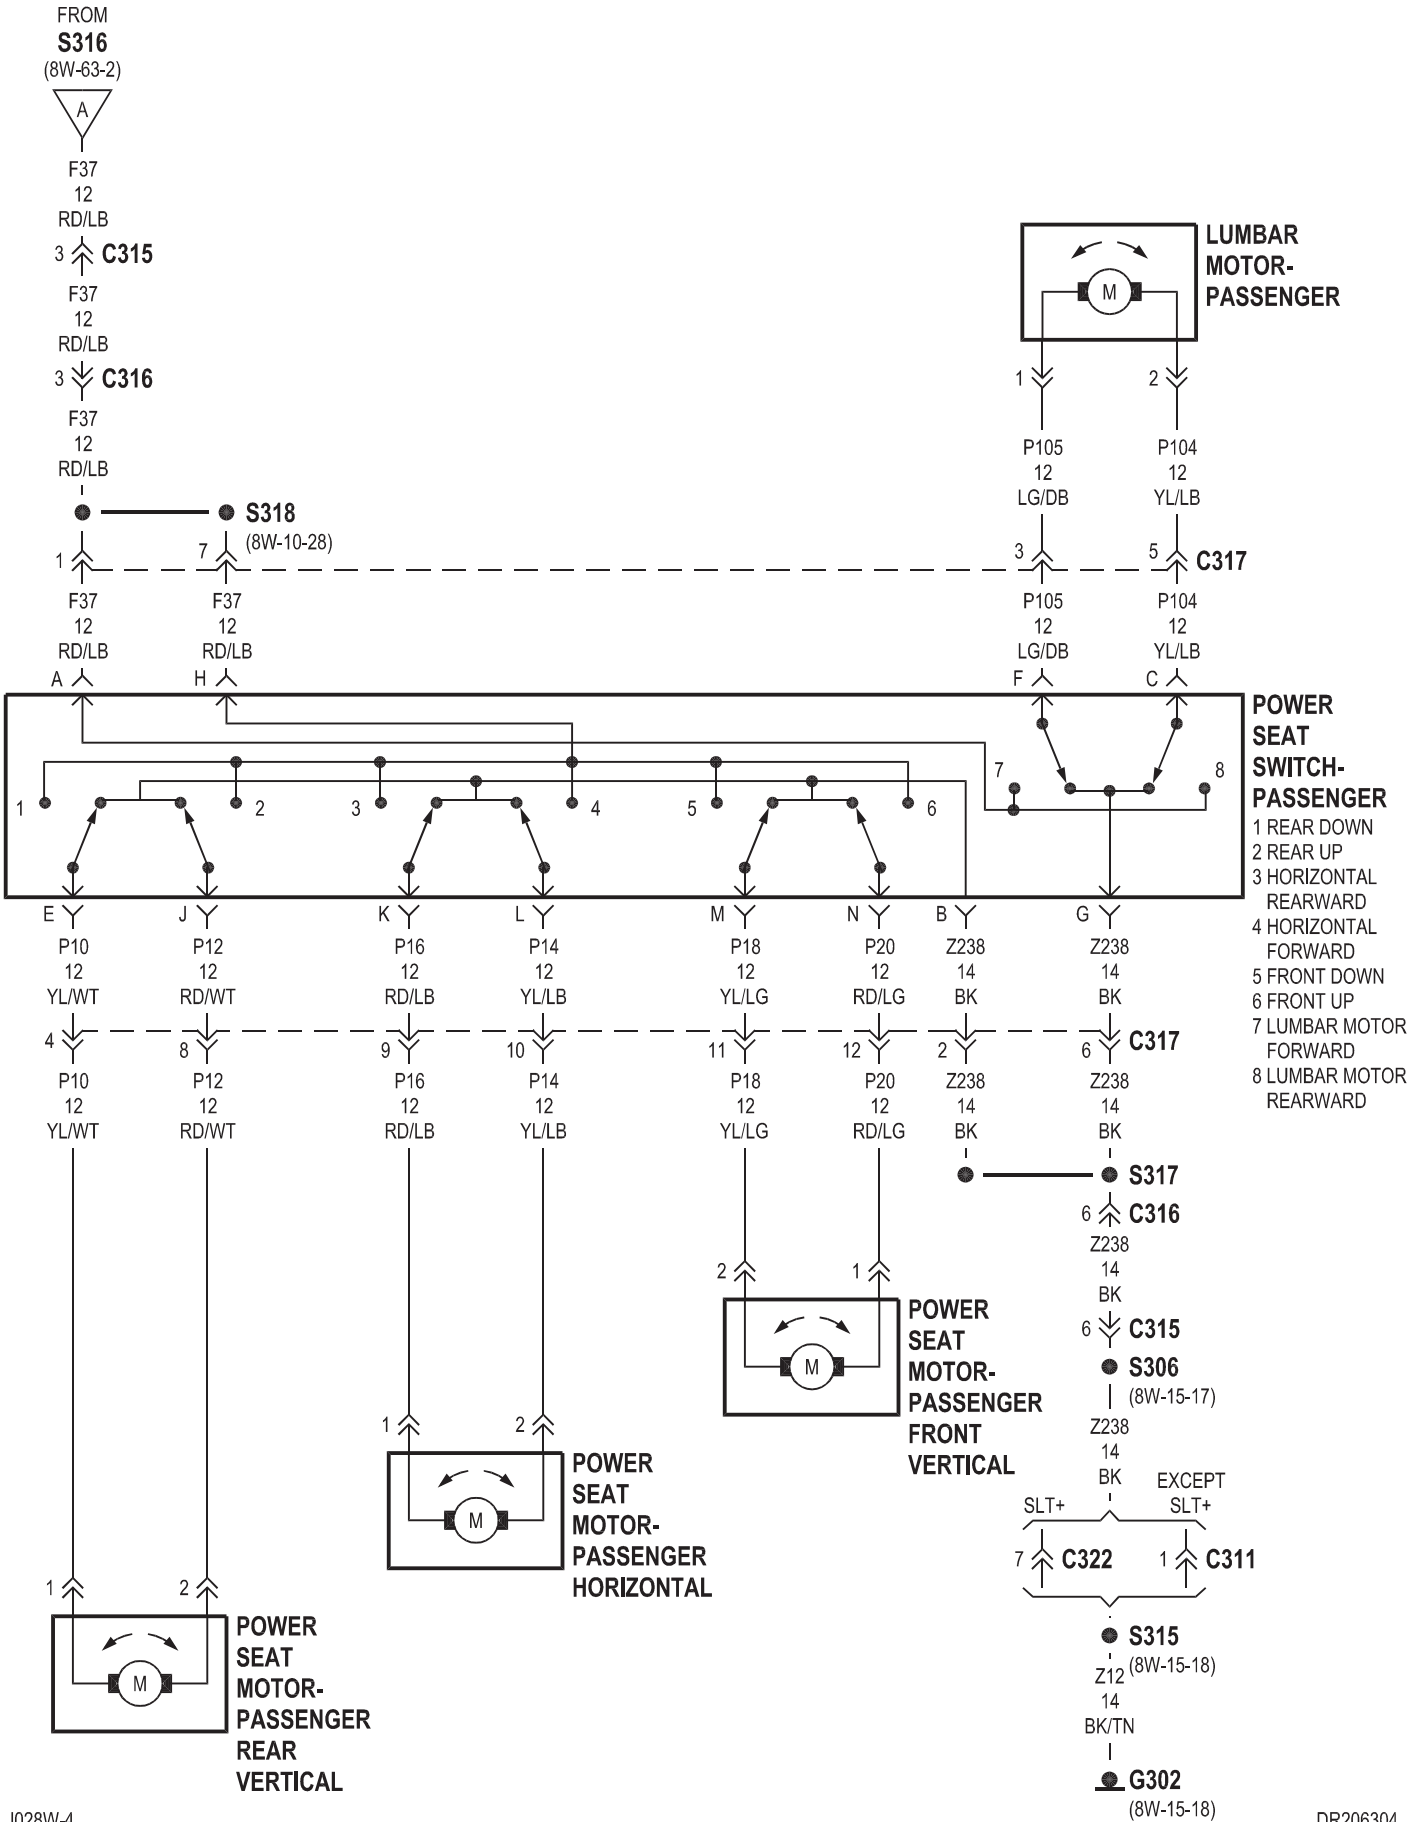 FROM
S316
(8W-63-2)
A
F37
12
RD/LB
3 C315
F37
12
RD/LB
3 C316
F37
12
RD/LB
S318
(8W-10-28)
LUMBAR
MOTOR-
PASSENGER
M
1 2
P105 P104
12 12
LG/DB YL/LB
1 7 3 5 C317
F37 F37 P105 P104
12 12 12 12
RD/LB RD/LB LG/DB YL/LB
A H F C
POWER
SEAT
SWITCH-
PASSENGER
1 REAR DOWN
2 REAR UP
3 HORIZONTAL
REARWARD
4 HORIZONTAL
FORWARD
5 FRONT DOWN
6 FRONT UP
7 LUMBAR MOTOR
FORWARD
8 LUMBAR MOTOR
REARWARD
7 8
1 2 3 4 5 6
E J K L M N B G
P10 P12 P16 P14 P18 P20 Z238 Z238
12 12 12 12 12 12 14 14
YL/WT RD/WT RD/LB YL/LB YL/LG RD/LG BK BK
4 8 9 10 11 12 2 6 C317
P10 P12 P16 P14 P18 P20 Z238 Z238
12 12 12 12 12 12 14 14
YL/WT RD/WT RD/LB YL/LB YL/LG RD/LG BK BK
S317
6 C316
Z238
14
BK
6 C315
S306
(8W-15-17)
Z238
14
BK
2 1
M
POWER
SEAT
MOTOR-
PASSENGER
FRONT
VERTICAL
1 2
M
POWER
SEAT
MOTOR-
PASSENGER
HORIZONTAL
SLT+
EXCEPT
SLT+
7 C322
1 C311
1 2
M
POWER
SEAT
MOTOR-
PASSENGER
REAR
VERTICAL
S315
(8W-15-18)
Z12
14
BK/TN
G302
(8W-15-18)
J028W-4
DR206304